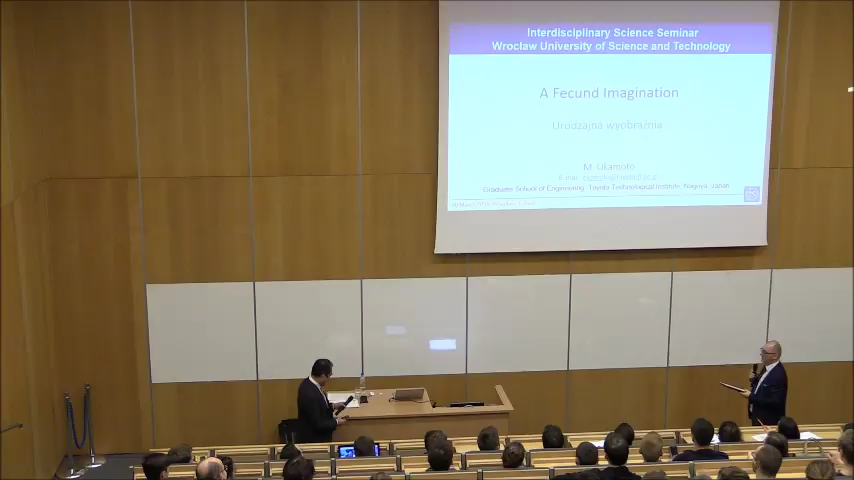 Interdisciplinary Science Seminar
Wroclaw University of Science and Technology
A Fecund Imagination
Urodzajna wyobraźnia
M. Ukamoto
Graduate School of Engineering, Toyota Technological Institute, Nagoya, Japan